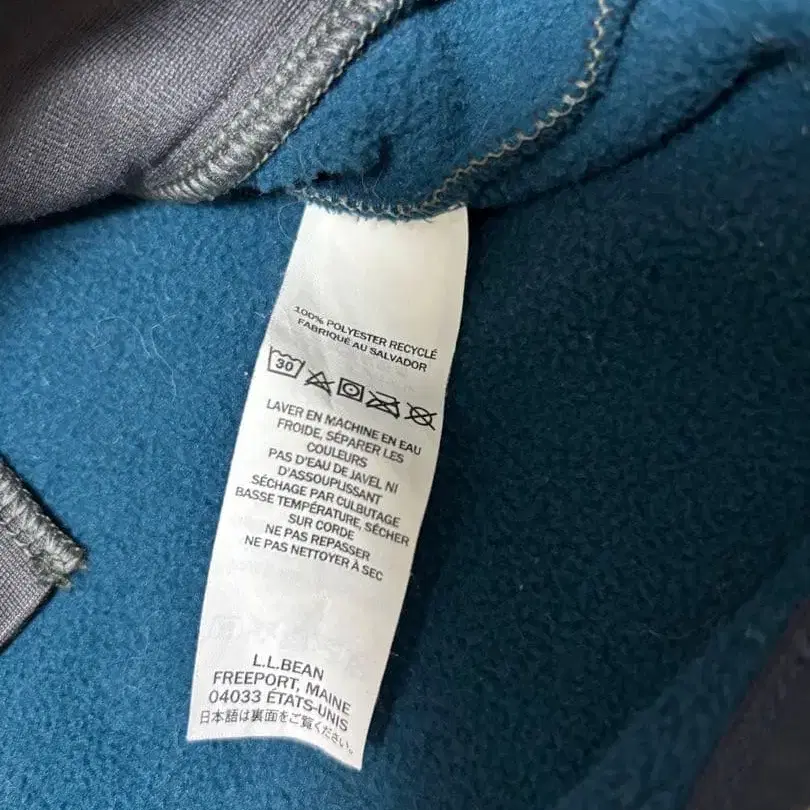 100% POLYESTER RECYCLÉ
FABRIQUÉ AU SALVADOR
30
LAVER EN MACHINE EN EAU
FROIDE, SÉPARER LES
COULEURS
PAS D'EAU DE JAVEL NI
D'ASSOUPLISSANT
SÉCHAGE PAR CULBUTAGE
BASSE TEMPÉRATURE, SÉCHER
SUR CORDE
NE PAS REPASSER
NE PAS NETTOYER À SEC
L.L.BEAN
FREEPORT, MAINE
04033 ÉTATS-UNIS
日本語は裏面をご覧ください。